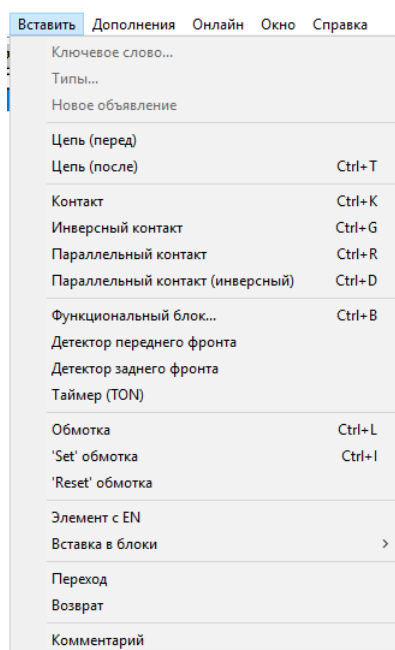 Вставить Дополнения Онлайн Окно Справка
Ключевое слово...
Типы...
Новое объявление
Цепь (перед)
Цепь (после) Ctrl+T
Контакт Ctrl+K
Инверсный контакт Ctrl+G
Параллельный контакт Ctrl+R
Параллельный контакт (инверсный) Ctrl+D
Функциональный блок... Ctrl+B
Детектор переднего фронта
Детектор заднего фронта
Таймер (TON)
Обмотка Ctrl+L
'Set' обмотка Ctrl+I
'Reset' обмотка
Элемент с EN
Вставка в блоки
Переход
Возврат
Комментарий